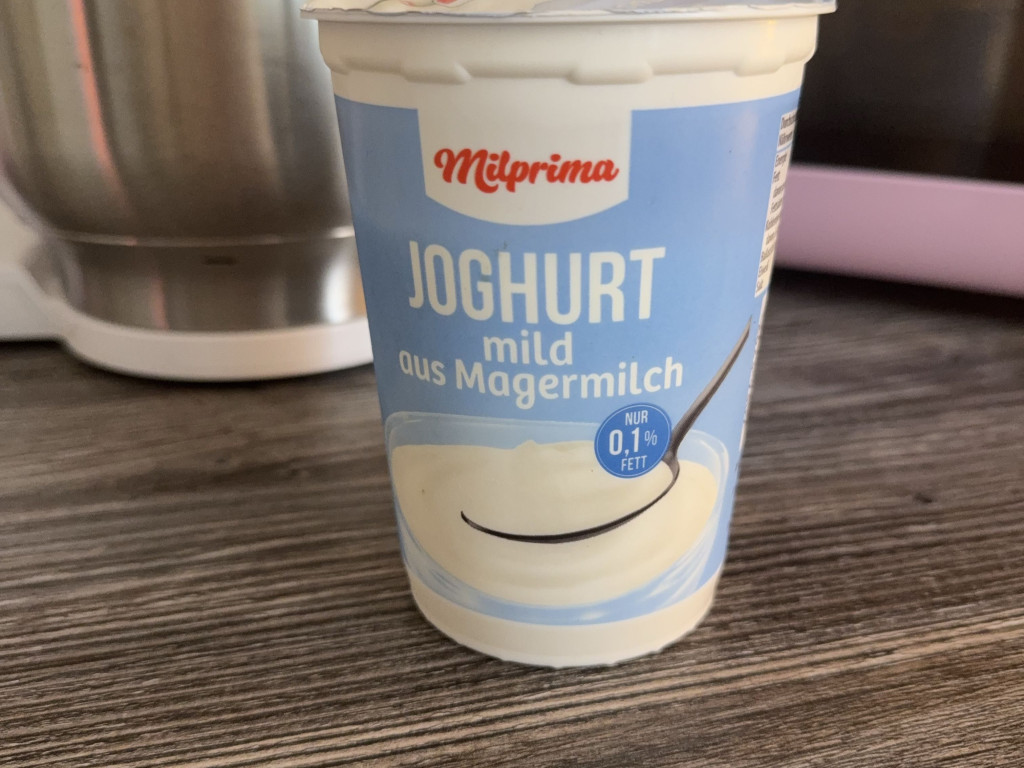 Milprima
JOGHURT
mild
aus Magermilch
NUR
0,1%
FETT